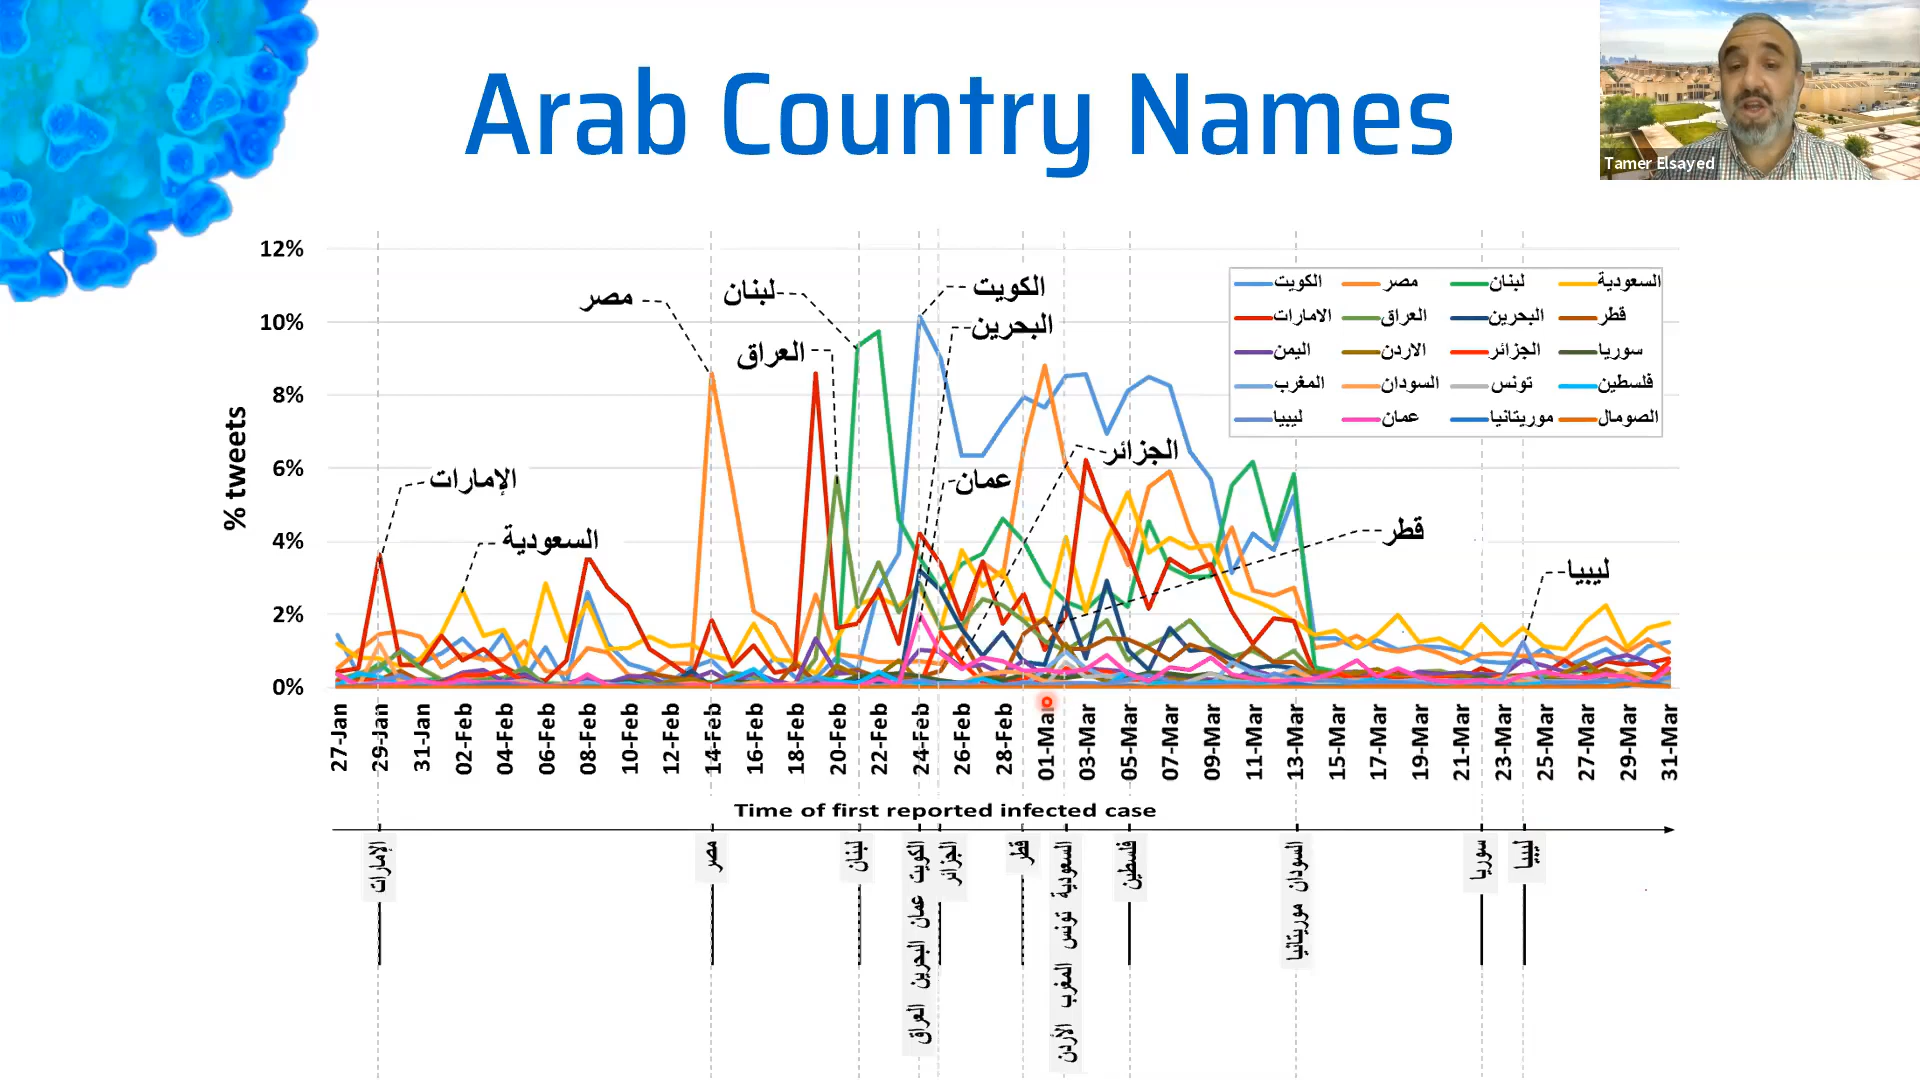 Arab Country Names
Tamer Elsayed
% tweets
12%
10%
8%
6%
4%
2%
0%
الإمارات
السعودية
مصر
لبنان
العراق
الكويت
البحرين
عمان
الجزائر
قطر
ليبيا
الكويت مصر لبنان السعودية
الامارات العراق البحرين قطر
اليمن الاردن الجزائر سوريا
المغرب السودان تونس فلسطين
ليبيا عمان موريتانيا الصومال
27-Jan 29-Jan 31-Jan 02-Feb 04-Feb 06-Feb 08-Feb 10-Feb 12-Feb 14-Feb 16-Feb 18-Feb 20-Feb 22-Feb 24-Feb 26-Feb 28-Feb 01-Mar 03-Mar 05-Mar 07-Mar 09-Mar 11-Mar 13-Mar 15-Mar 17-Mar 19-Mar 21-Mar 23-Mar 25-Mar 27-Mar 29-Mar 31-Mar
Time of first reported infected case
الإمارات
مصر
لبنان
الكويت عمان البحرين العراق
الجزائر
قطر
السعودية تونس المغرب الأردن
فلسطين
السودان موريتانيا
سوريا
ليبيا